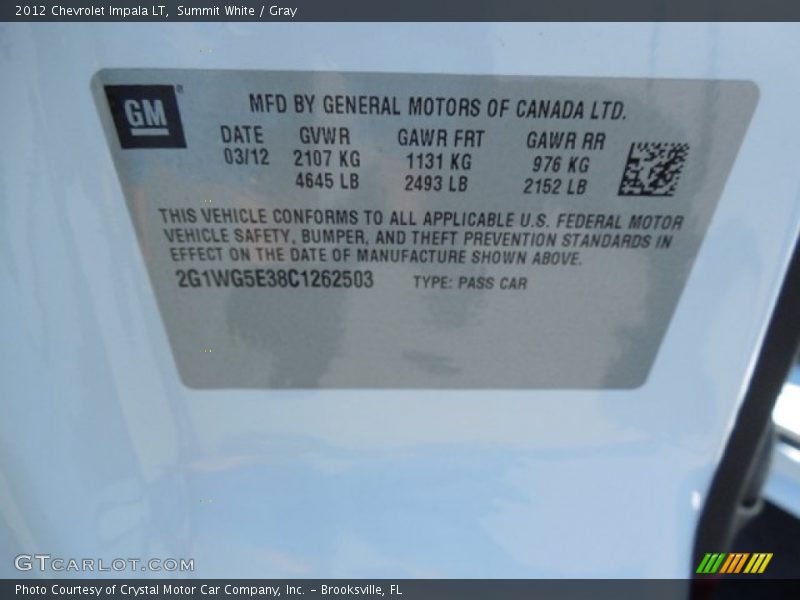 2012 Chevrolet Impala LT, Summit White / Gray
GM ®
MFD BY GENERAL MOTORS OF CANADA LTD.
DATE GVWR GAWR FRT GAWR RR
03/12 2107 KG 1131 KG 976 KG
4645 LB 2493 LB 2152 LB
THIS VEHICLE CONFORMS TO ALL APPLICABLE U.S. FEDERAL MOTOR
VEHICLE SAFETY, BUMPER, AND THEFT PREVENTION STANDARDS IN
EFFECT ON THE DATE OF MANUFACTURE SHOWN ABOVE.
2G1WG5E38C1262503 TYPE: PASS CAR
GTCARLOT.COM
Photo Courtesy of Crystal Motor Car Company, Inc. – Brooksville, FL